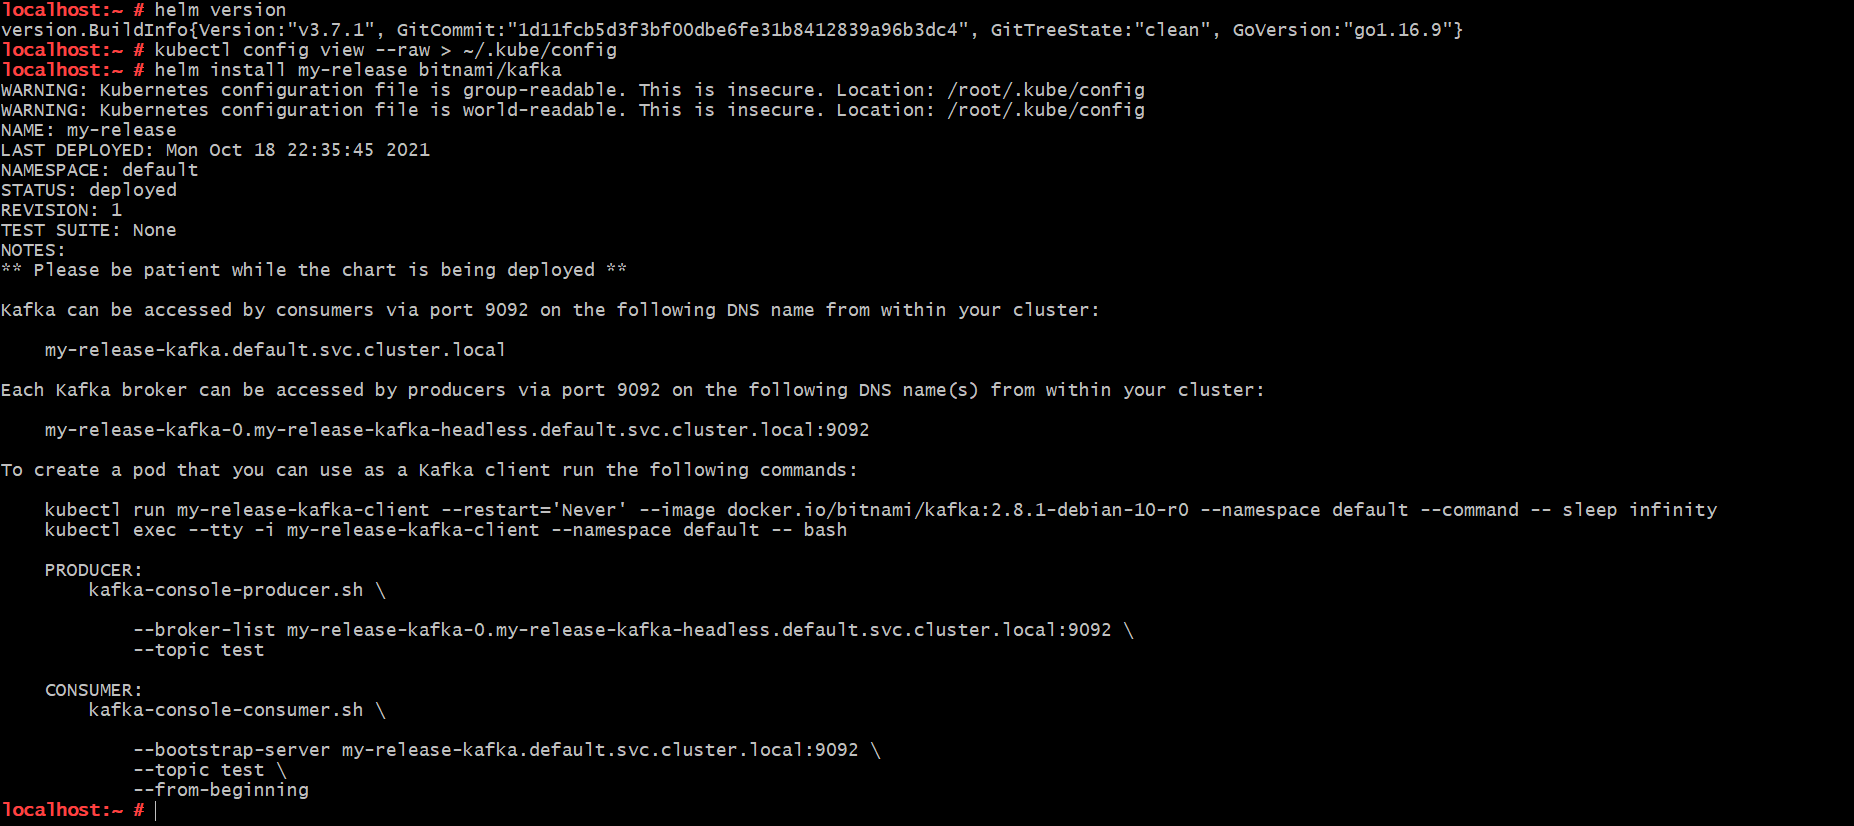 localhost:~ # helm version
version.BuildInfo{Version:"v3.7.1", GitCommit:"1d11fcb5d3f3bf00dbe6fe31b8412839a96b3dc4", GitTreeState:"clean", GoVersion:"go1.16.9"}
localhost:~ # kubectl config view --raw > ~/.kube/config
localhost:~ # helm install my-release bitnami/kafka
WARNING: Kubernetes configuration file is group-readable. This is insecure. Location: /root/.kube/config
WARNING: Kubernetes configuration file is world-readable. This is insecure. Location: /root/.kube/config
NAME: my-release
LAST DEPLOYED: Mon Oct 18 22:35:45 2021
NAMESPACE: default
STATUS: deployed
REVISION: 1
TEST SUITE: None
NOTES:
** Please be patient while the chart is being deployed **
Kafka can be accessed by consumers via port 9092 on the following DNS name from within your cluster:
my-release-kafka.default.svc.cluster.local
Each Kafka broker can be accessed by producers via port 9092 on the following DNS name(s) from within your cluster:
my-release-kafka-0.my-release-kafka-headless.default.svc.cluster.local:9092
To create a pod that you can use as a Kafka client run the following commands:
kubectl run my-release-kafka-client --restart='Never' --image docker.io/bitnami/kafka:2.8.1-debian-10-r0 --namespace default --command -- sleep infinity
kubectl exec --tty -i my-release-kafka-client --namespace default -- bash
PRODUCER:
kafka-console-producer.sh \
--broker-list my-release-kafka-0.my-release-kafka-headless.default.svc.cluster.local:9092 \
--topic test
CONSUMER:
kafka-console-consumer.sh \
--bootstrap-server my-release-kafka.default.svc.cluster.local:9092 \
--topic test \
--from-beginning
localhost:~ #